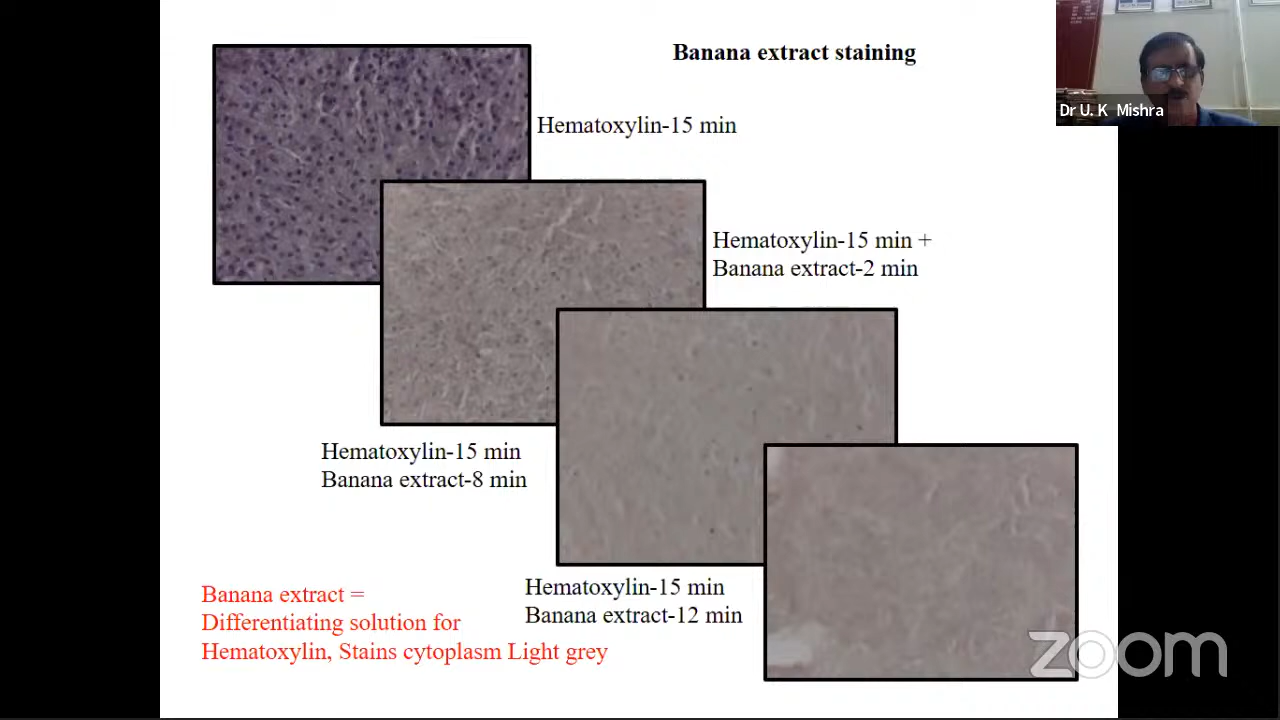 Banana extract staining
Dr U. K Mishra
Hematoxylin-15 min
Hematoxylin-15 min +
Banana extract-2 min
Hematoxylin-15 min
Banana extract-8 min
Hematoxylin-15 min
Banana extract-12 min
Banana extract =
Differentiating solution for
Hematoxylin, Stains cytoplasm Light grey
zoom